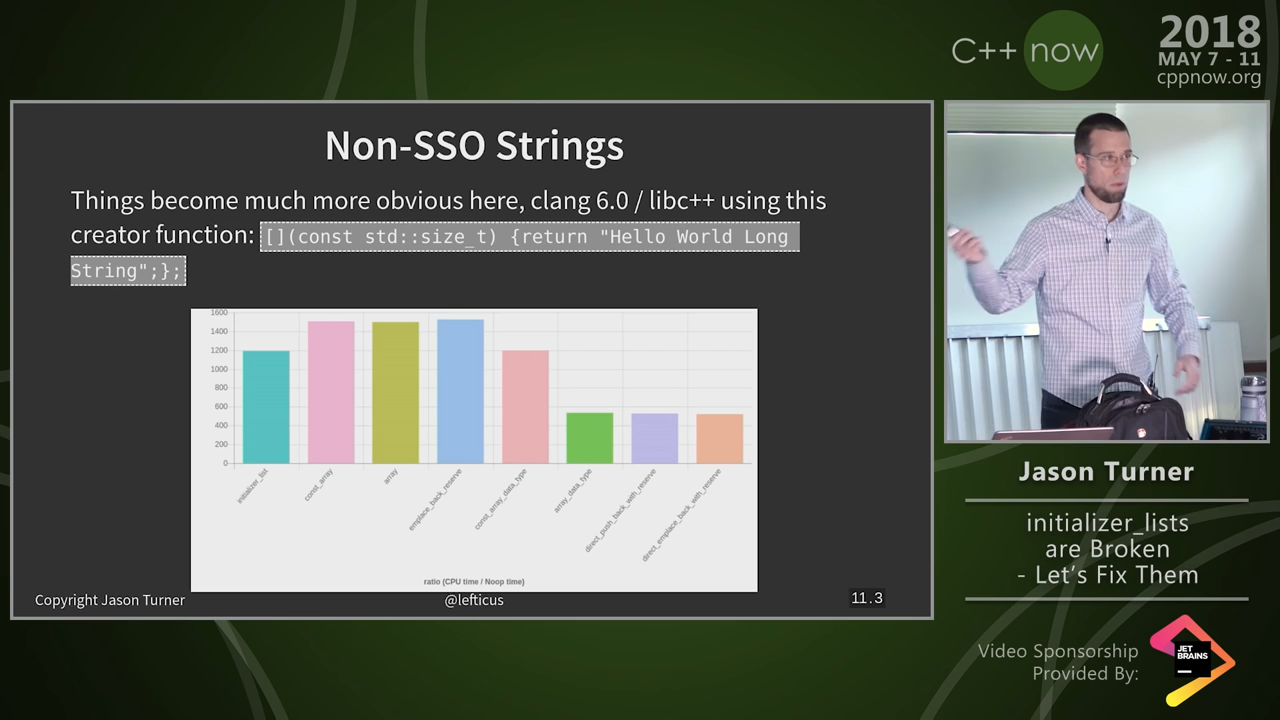 C++ now
2018
MAY 7 - 11
cppnow.org
Non-SSO Strings
Things become much more obvious here, clang 6.0 / libc++ using this
creator function: [](const std::size_t) {return "Hello World Long
String";};
1600
1400
1200
1000
800
600
400
200
0
initializer_list
const_array
array
emplace_back_reserve
const_array_data_type
array_data_type
direct_push_back_with_reserve
direct_emplace_back_with_reserve
ratio (CPU time / Noop time)
Copyright Jason Turner
@lefticus
11.3
Jason Turner
initializer_lists
are Broken
- Let's Fix Them
Video Sponsorship
Provided By:
JET
BRAINS